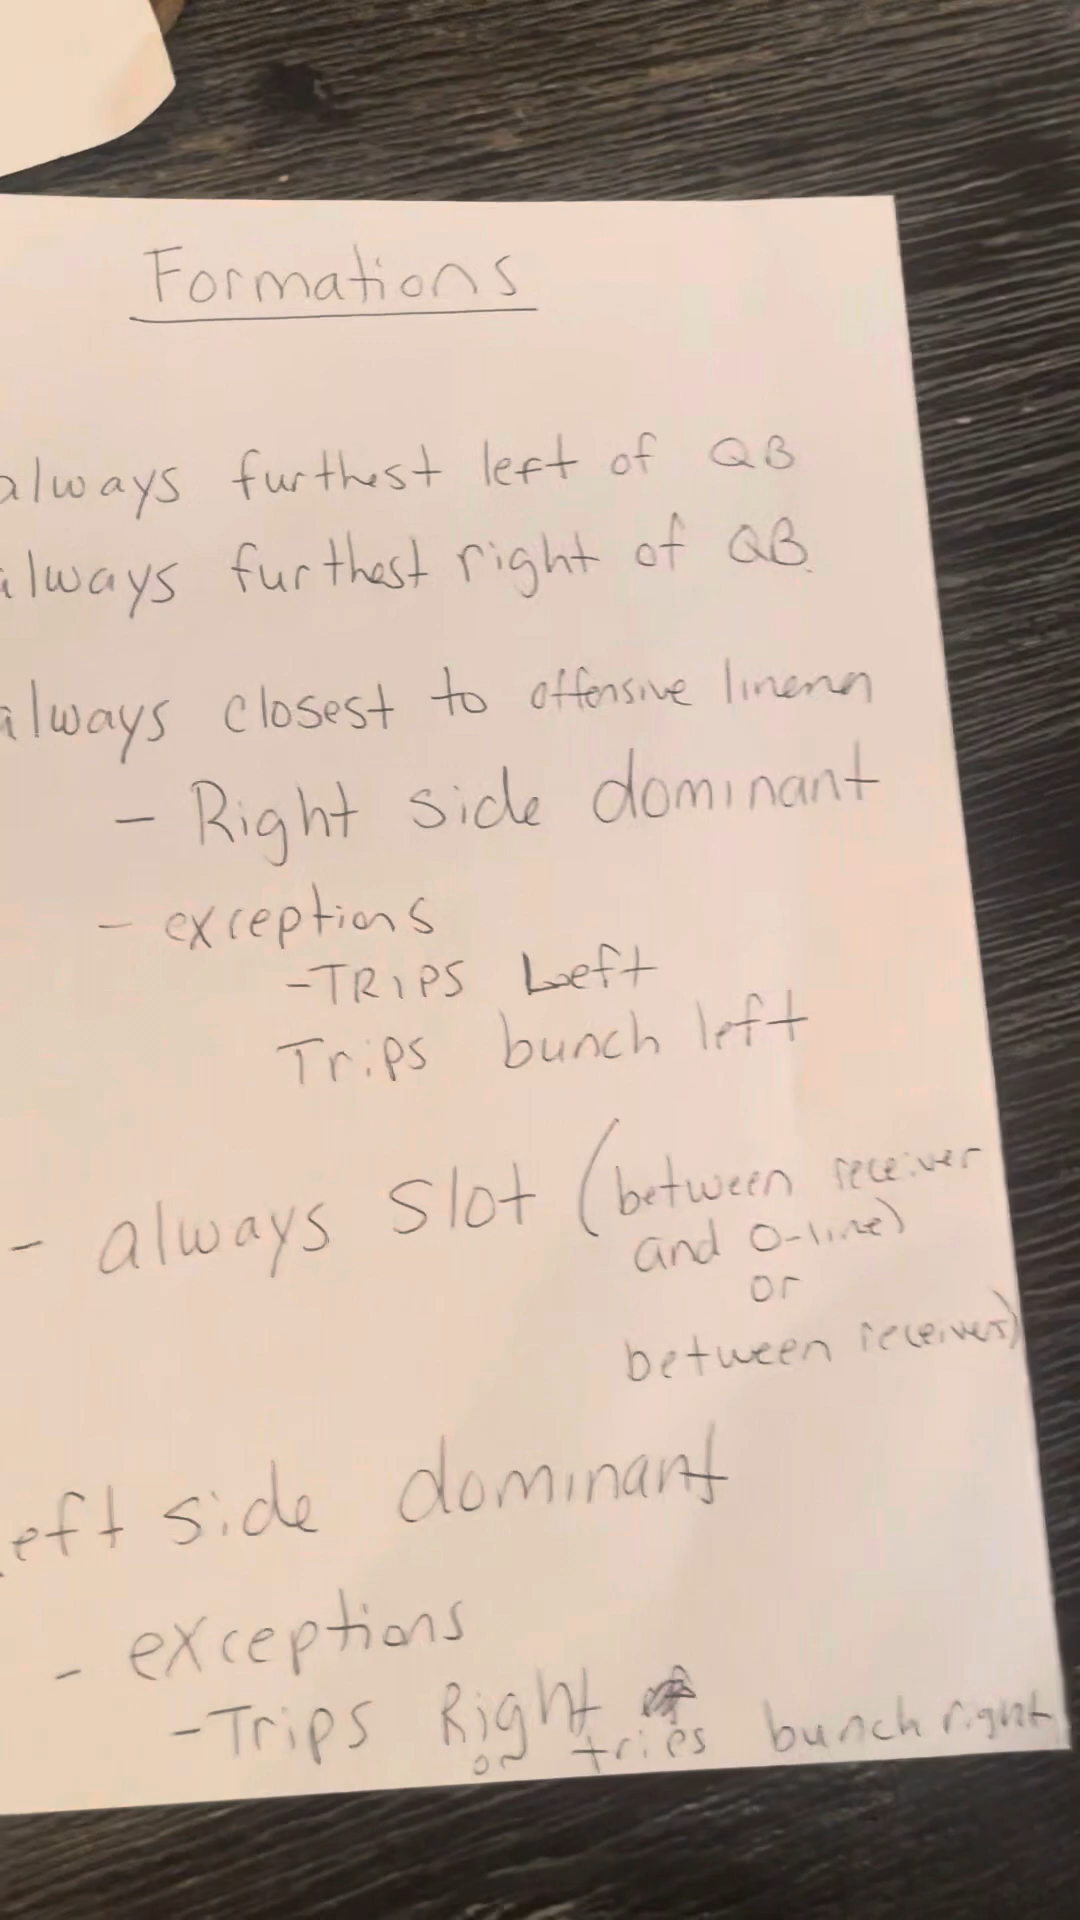 Formations
always furthest left of QB
always furthest right of QB
always closest to offensive linemen
- Right side dominant
- exceptions
-TRIPS Left
Trips bunch left
- always slot (between receiver
and O-line)
or
between receivers)
eft side dominant
- exceptions
-Trips Right
or trips bunch right